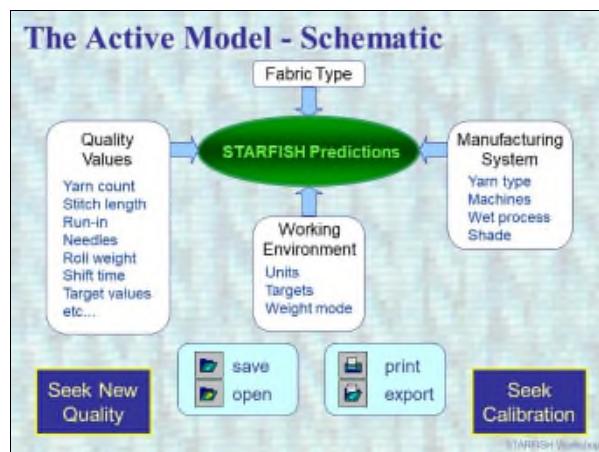 The Active Model - Schematic
Fabric Type
STARFISH Predictions
Quality
Values
Yarn count
Stitch length
Run-in
Needles
Roll weight
Shift time
Target values
etc...
Working
Environment
Units
Targets
Weight mode
Manufacturing
System
Yarn type
Machines
Wet process
Shade
Seek New
Quality
save
open
print
export
Seek
Calibration
STARFISH Workshop